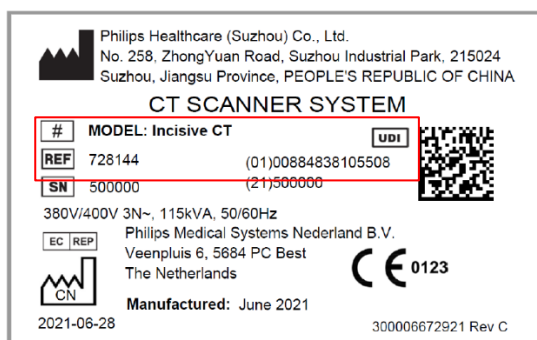 Philips Healthcare (Suzhou) Co., Ltd.
No. 258, ZhongYuan Road, Suzhou Industrial Park, 215024
Suzhou, Jiangsu Province, PEOPLE'S REPUBLIC OF CHINA
CT SCANNER SYSTEM
# MODEL: Incisive CT UDI
REF 728144 (01)00884838105508
SN 500000 (21)500000
380V/400V 3N~, 115kVA, 50/60Hz
EC REP Philips Medical Systems Nederland B.V.
Veenpluis 6, 5684 PC Best
The Netherlands
CE 0123
CN
Manufactured: June 2021
2021-06-28 300006672921 Rev C